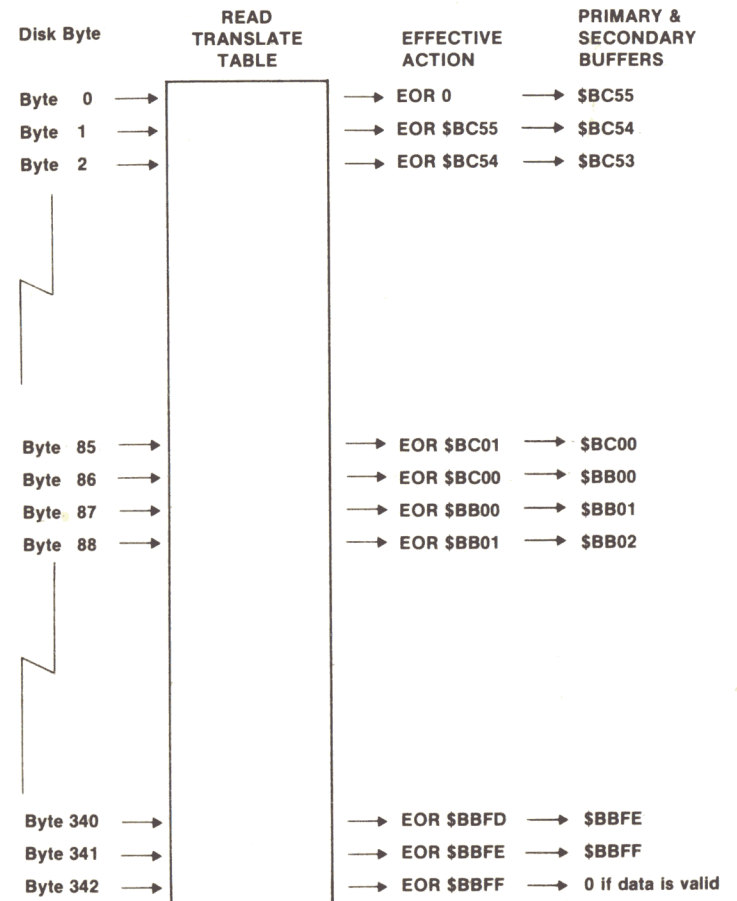 Disk Byte
READ
TRANSLATE
TABLE
EFFECTIVE
ACTION
PRIMARY &
SECONDARY
BUFFERS
Byte 0 → → EOR 0 → $BC55
Byte 1 → → EOR $BC55 → $BC54
Byte 2 → → EOR $BC54 → $BC53
Byte 85 → → EOR $BC01 → $BC00
Byte 86 → → EOR $BC00 → $BB00
Byte 87 → → EOR $BB00 → $BB01
Byte 88 → → EOR $BB01 → $BB02
Byte 340 → → EOR $BBFD → $BBFE
Byte 341 → → EOR $BBFE → $BBFF
Byte 342 → → EOR $BBFF → 0 if data is valid